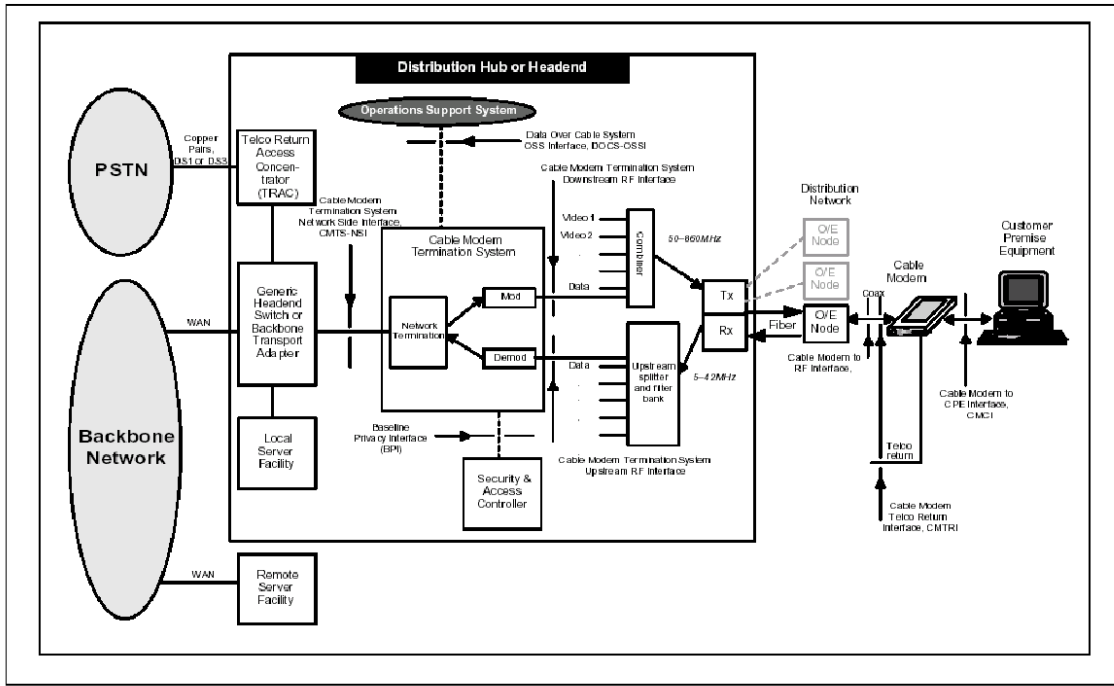 Distribution Hub or Headend
Operations Support System
PSTN
Copper
Pairs,
DS1 or DS3
Telco Return
Access
Concen-
trator
(TRAC)
Data Over Cable System
OSS Interface, DOCS-OSSI
Cable Modem Termination System
Downstream RF Interface
Cable Modem
Termination System
Network Side Interface,
CMTS-NSI
Cable Modem
Termination System
Video 1
Video 2
.
.
Data
Combiner
50-860MHz
Distribution
Network
O/E
Node
O/E
Node
O/E
Node
Customer
Premise
Equipment
Cable
Modem
Coax
Tx
Rx
Fiber
Generic
Headend
Switch or
Backbone
Transport
Adapter
WAN
Network
Termination
Mod
Demod
Data
.
.
.
.
Upstream
splitter
and filter
bank
5-42MHz
Cable Modem to
RF Interface,
Cable Modem to
CPE Interface,
CMCI
Backbone
Network
Local
Server
Facility
Baseline
Privacy Interface
(BPI)
Cable Modem Termination System
Upstream RF Interface
Security &
Access
Controller
Telco
return
Cable Modem
Telco Return
Interface, CMTRI
WAN
Remote
Server
Facility